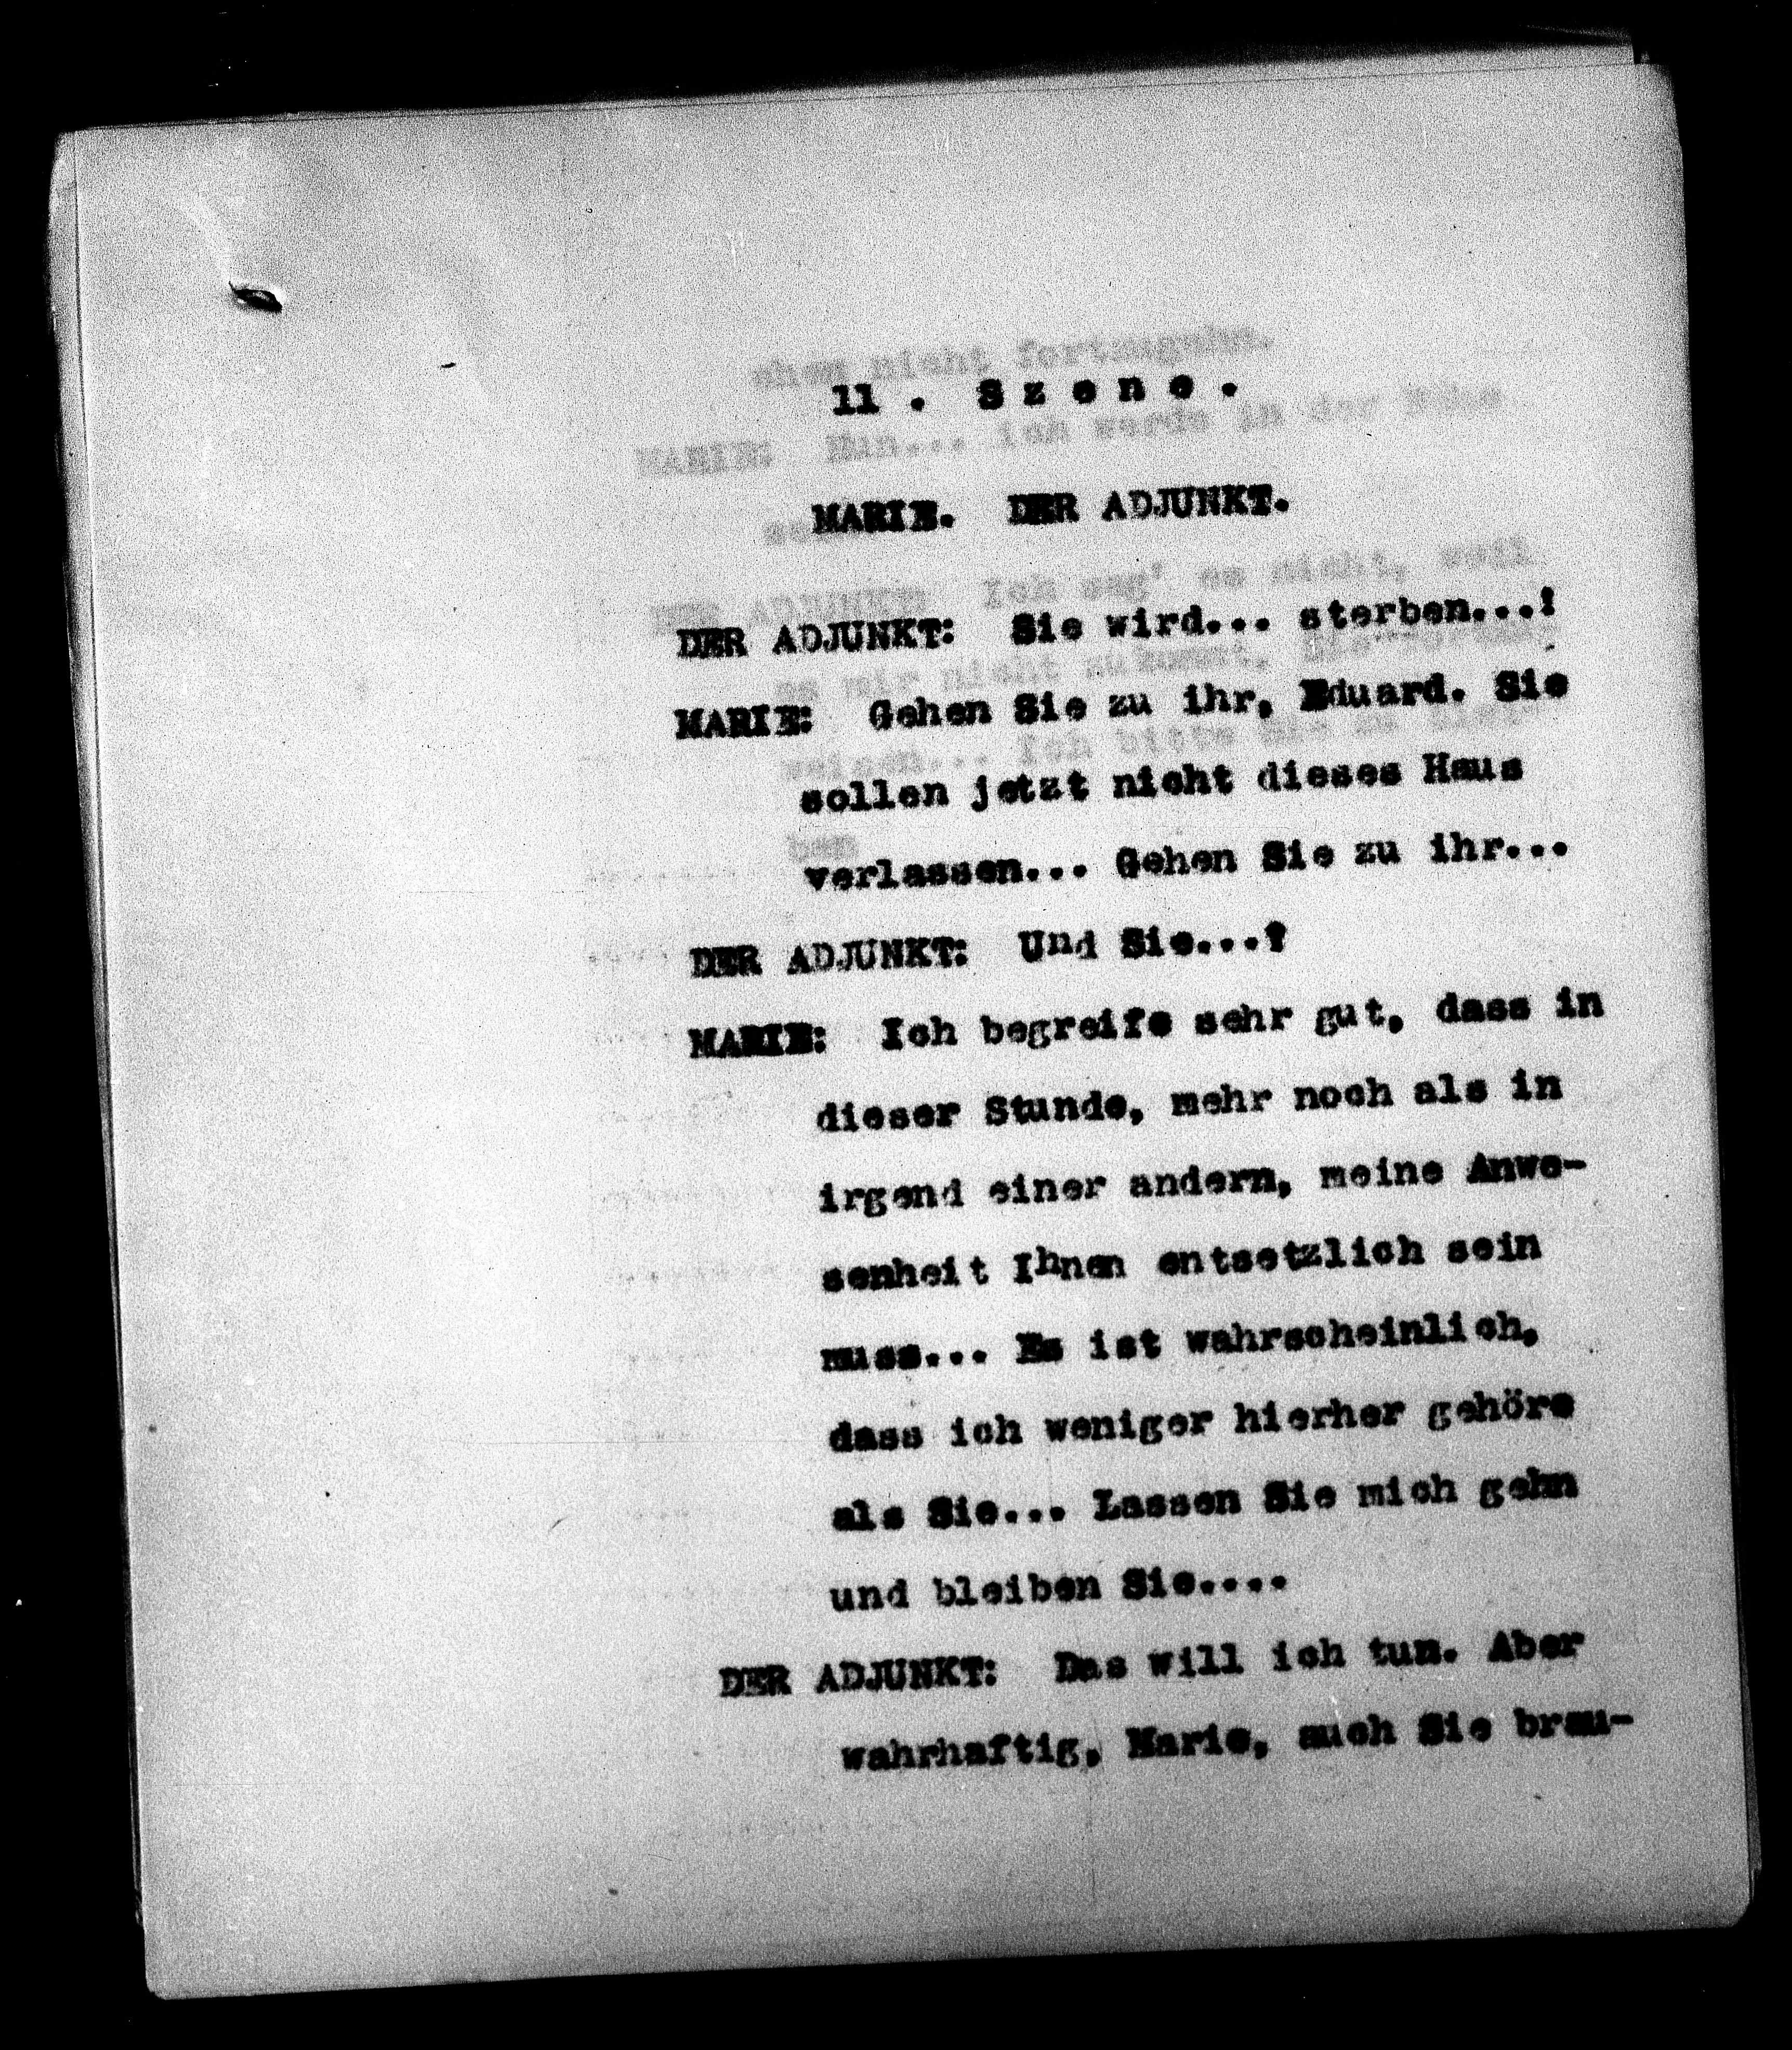 11. Szene.
MARIE. DER ADJUNKT.
DER ADJUNKT: Sie wird... sterben...!
MARIE: Gehen Sie zu ihr, Eduard. Sie
sollen jetzt nicht dieses Haus
verlassen... Gehen Sie zu ihr...
DER ADJUNKT: Und Sie...?
MARIE: Ich begreife sehr gut, dass in
dieser Stunde, mehr noch als in
irgend einer andern, meine Anwe-
senheit Ihnen entsetzlich sein
muss... Es ist wahrscheinlich,
dass ich weniger hierher gehöre
als Sie... Lassen Sie mich gehn
und bleiben Sie....
DER ADJUNKT: Das will ich tun. Aber
wahrhaftig, Marie, auch Sie brau-